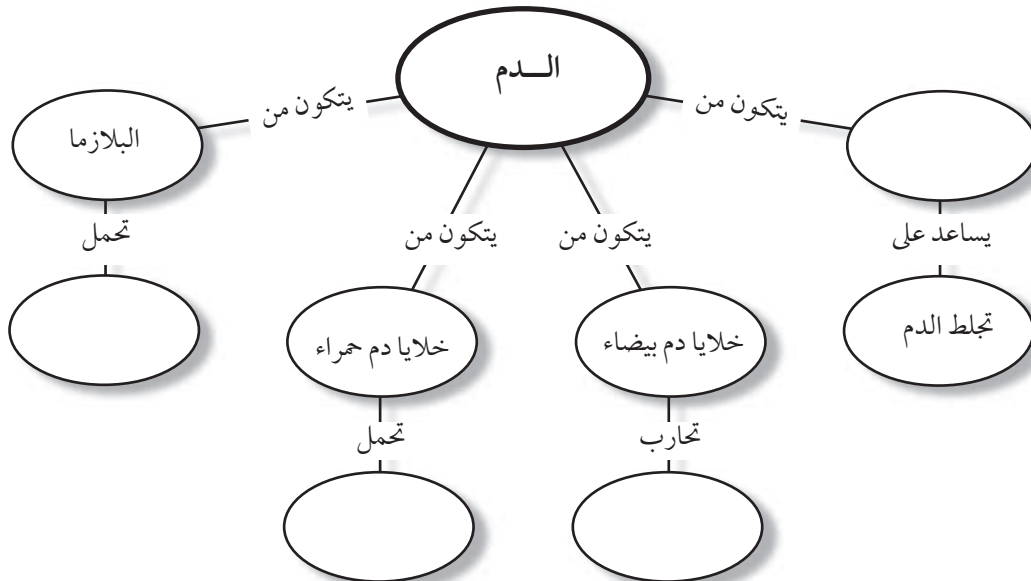 الـــدم
يتكون من
يتكون من
البلازما
يساعد على
يتكون من
يتكون من
تحمل
تجلط الدم
خلايا دم بيضاء
خلايا دم حمراء
تحارب
تحمل